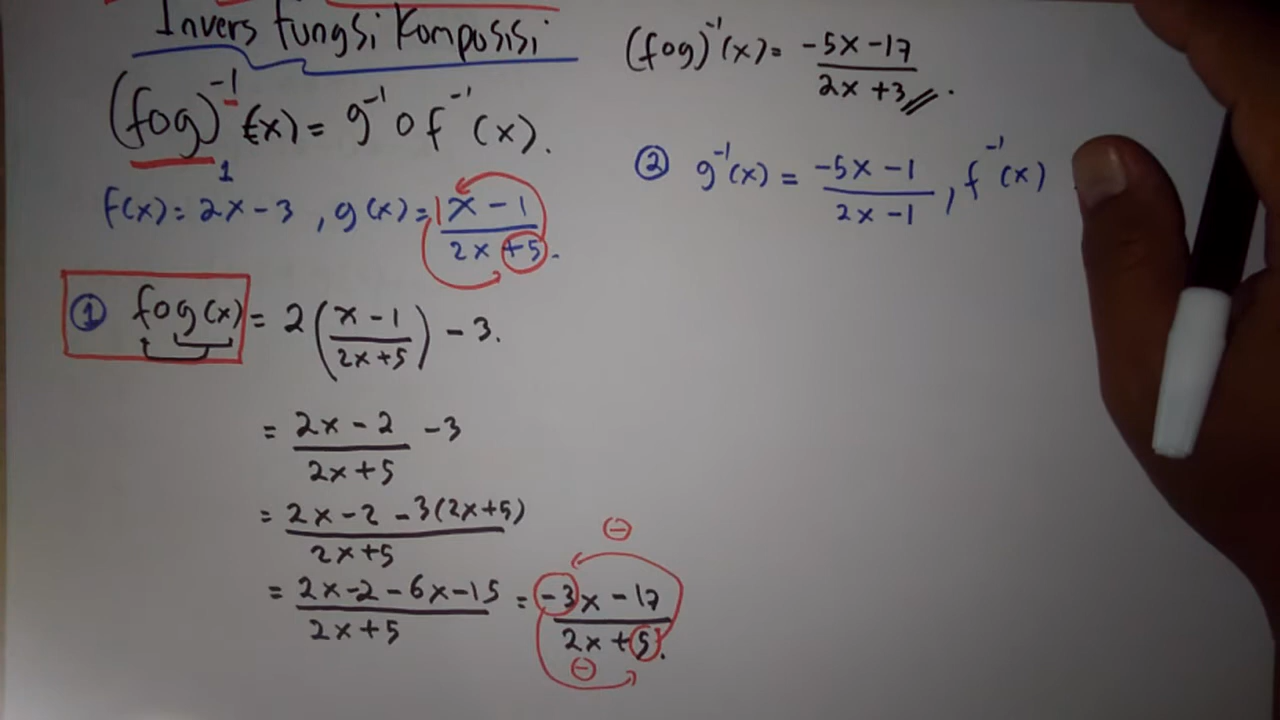 Invers fungsi Komposisi
(fog)⁻¹(x) = g⁻¹ o f⁻¹(x).
f(x) = 2x - 3 , g(x) = 1x - 1 / 2x + 5.
1
① fog(x) = 2 ( x - 1 / 2x + 5 ) - 3.
= 2x - 2 / 2x + 5 - 3
= 2x - 2 - 3(2x + 5) / 2x + 5
= 2x - 2 - 6x - 15 / 2x + 5 = -3x - 17 / 2x + 5.
⊖
⊖
(fog)⁻¹(x) = -5x - 17 / 2x + 3 .
② g⁻¹(x) = -5x - 1 / 2x - 1 , f⁻¹(x)